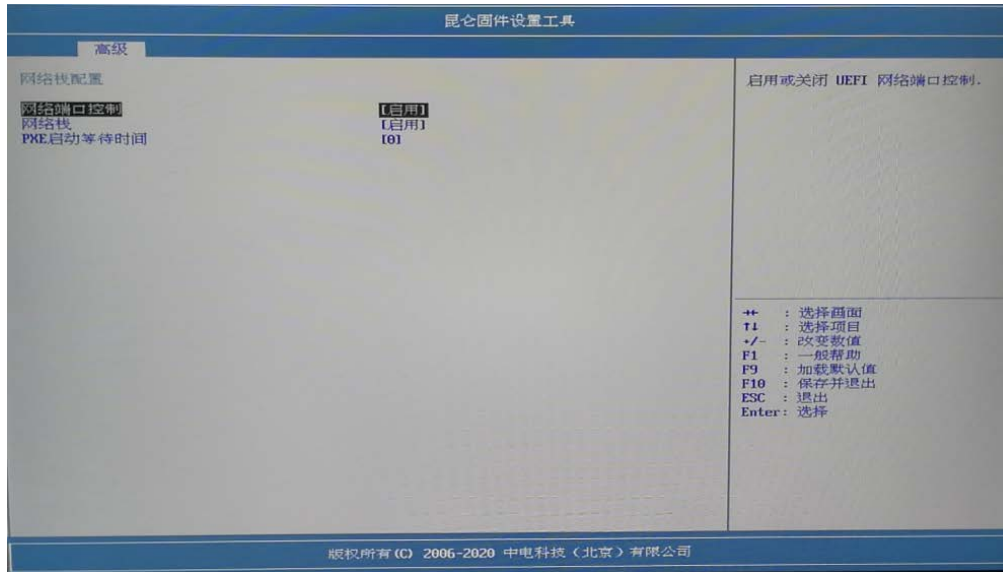 昆仑固件设置工具
高级
网络栈配置
网络端口控制 [启用]
网络栈 [启用]
PXE启动等待时间 [0]
启用或关闭 UEFI 网络端口控制.
→← : 选择画面
↑↓ : 选择项目
+/- : 改变数值
F1 : 一般帮助
F9 : 加载默认值
F10 : 保存并退出
ESC : 退出
Enter: 选择
版权所有(C) 2006-2020 中电科技（北京）有限公司